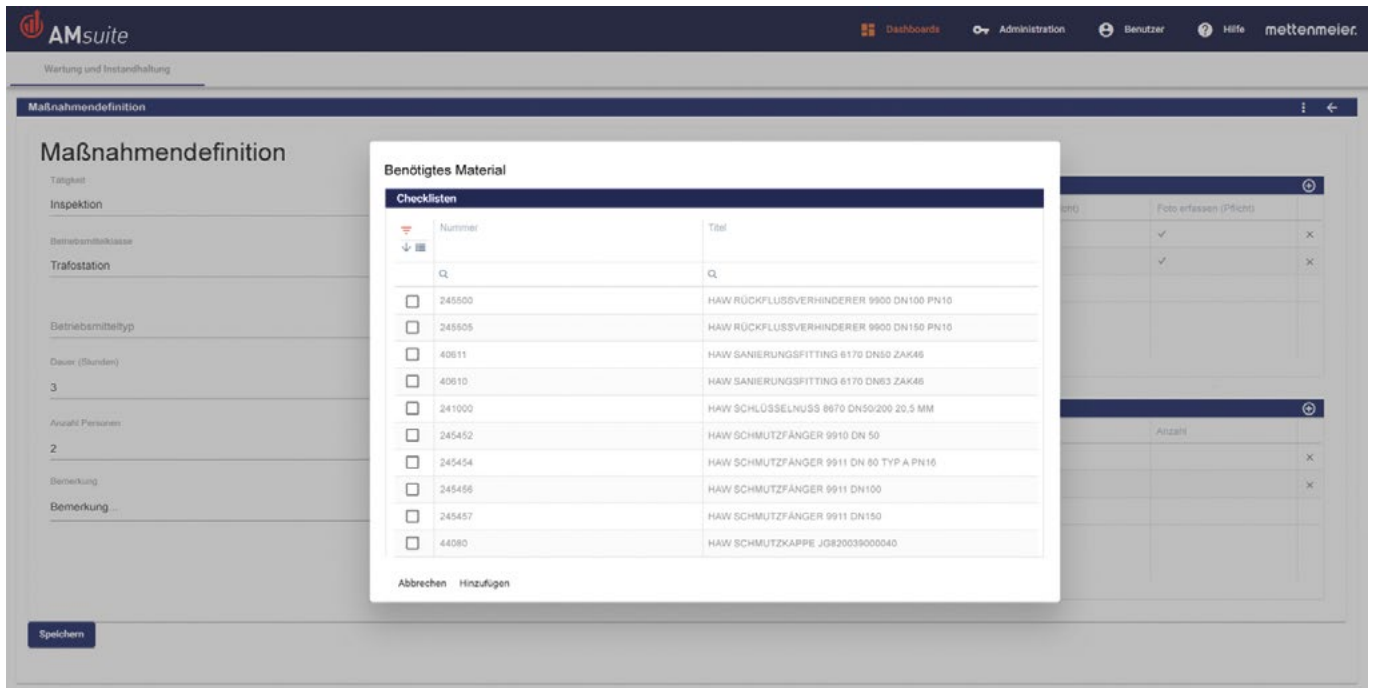 AMsuite
Dashboards
Administration
Benutzer
Hilfe
mettenmeier.
Wartung und Instandhaltung
Maßnahmendefinition
Maßnahmendefinition
Tätigkeit
Inspektion
Betriebsmittelklasse
Trafostation
Betriebsmitteltyp
Dauer (Stunden)
3
Anzahl Personen
2
Bemerkung
Bemerkung...
Speichern
Benötigtes Material
Checklisten
Nummer Titel
245500 HAW RÜCKFLUSSVERHINDERER 9900 DN100 PN10
245505 HAW RÜCKFLUSSVERHINDERER 9900 DN150 PN10
40611 HAW SANIERUNGSFITTING 6170 DN50 ZAK46
40610 HAW SANIERUNGSFITTING 6170 DN63 ZAK46
241000 HAW SCHLÜSSELNUSS 8670 DN50/200 20,5 MM
245452 HAW SCHMUTZFÄNGER 9910 DN 50
245454 HAW SCHMUTZFÄNGER 9911 DN 80 TYP A PN16
245456 HAW SCHMUTZFÄNGER 9911 DN100
245457 HAW SCHMUTZFÄNGER 9911 DN150
44080 HAW SCHMUTZKAPPE JG820039000040
Abbrechen Hinzufügen
Foto erfassen (Pflicht)
Anzahl